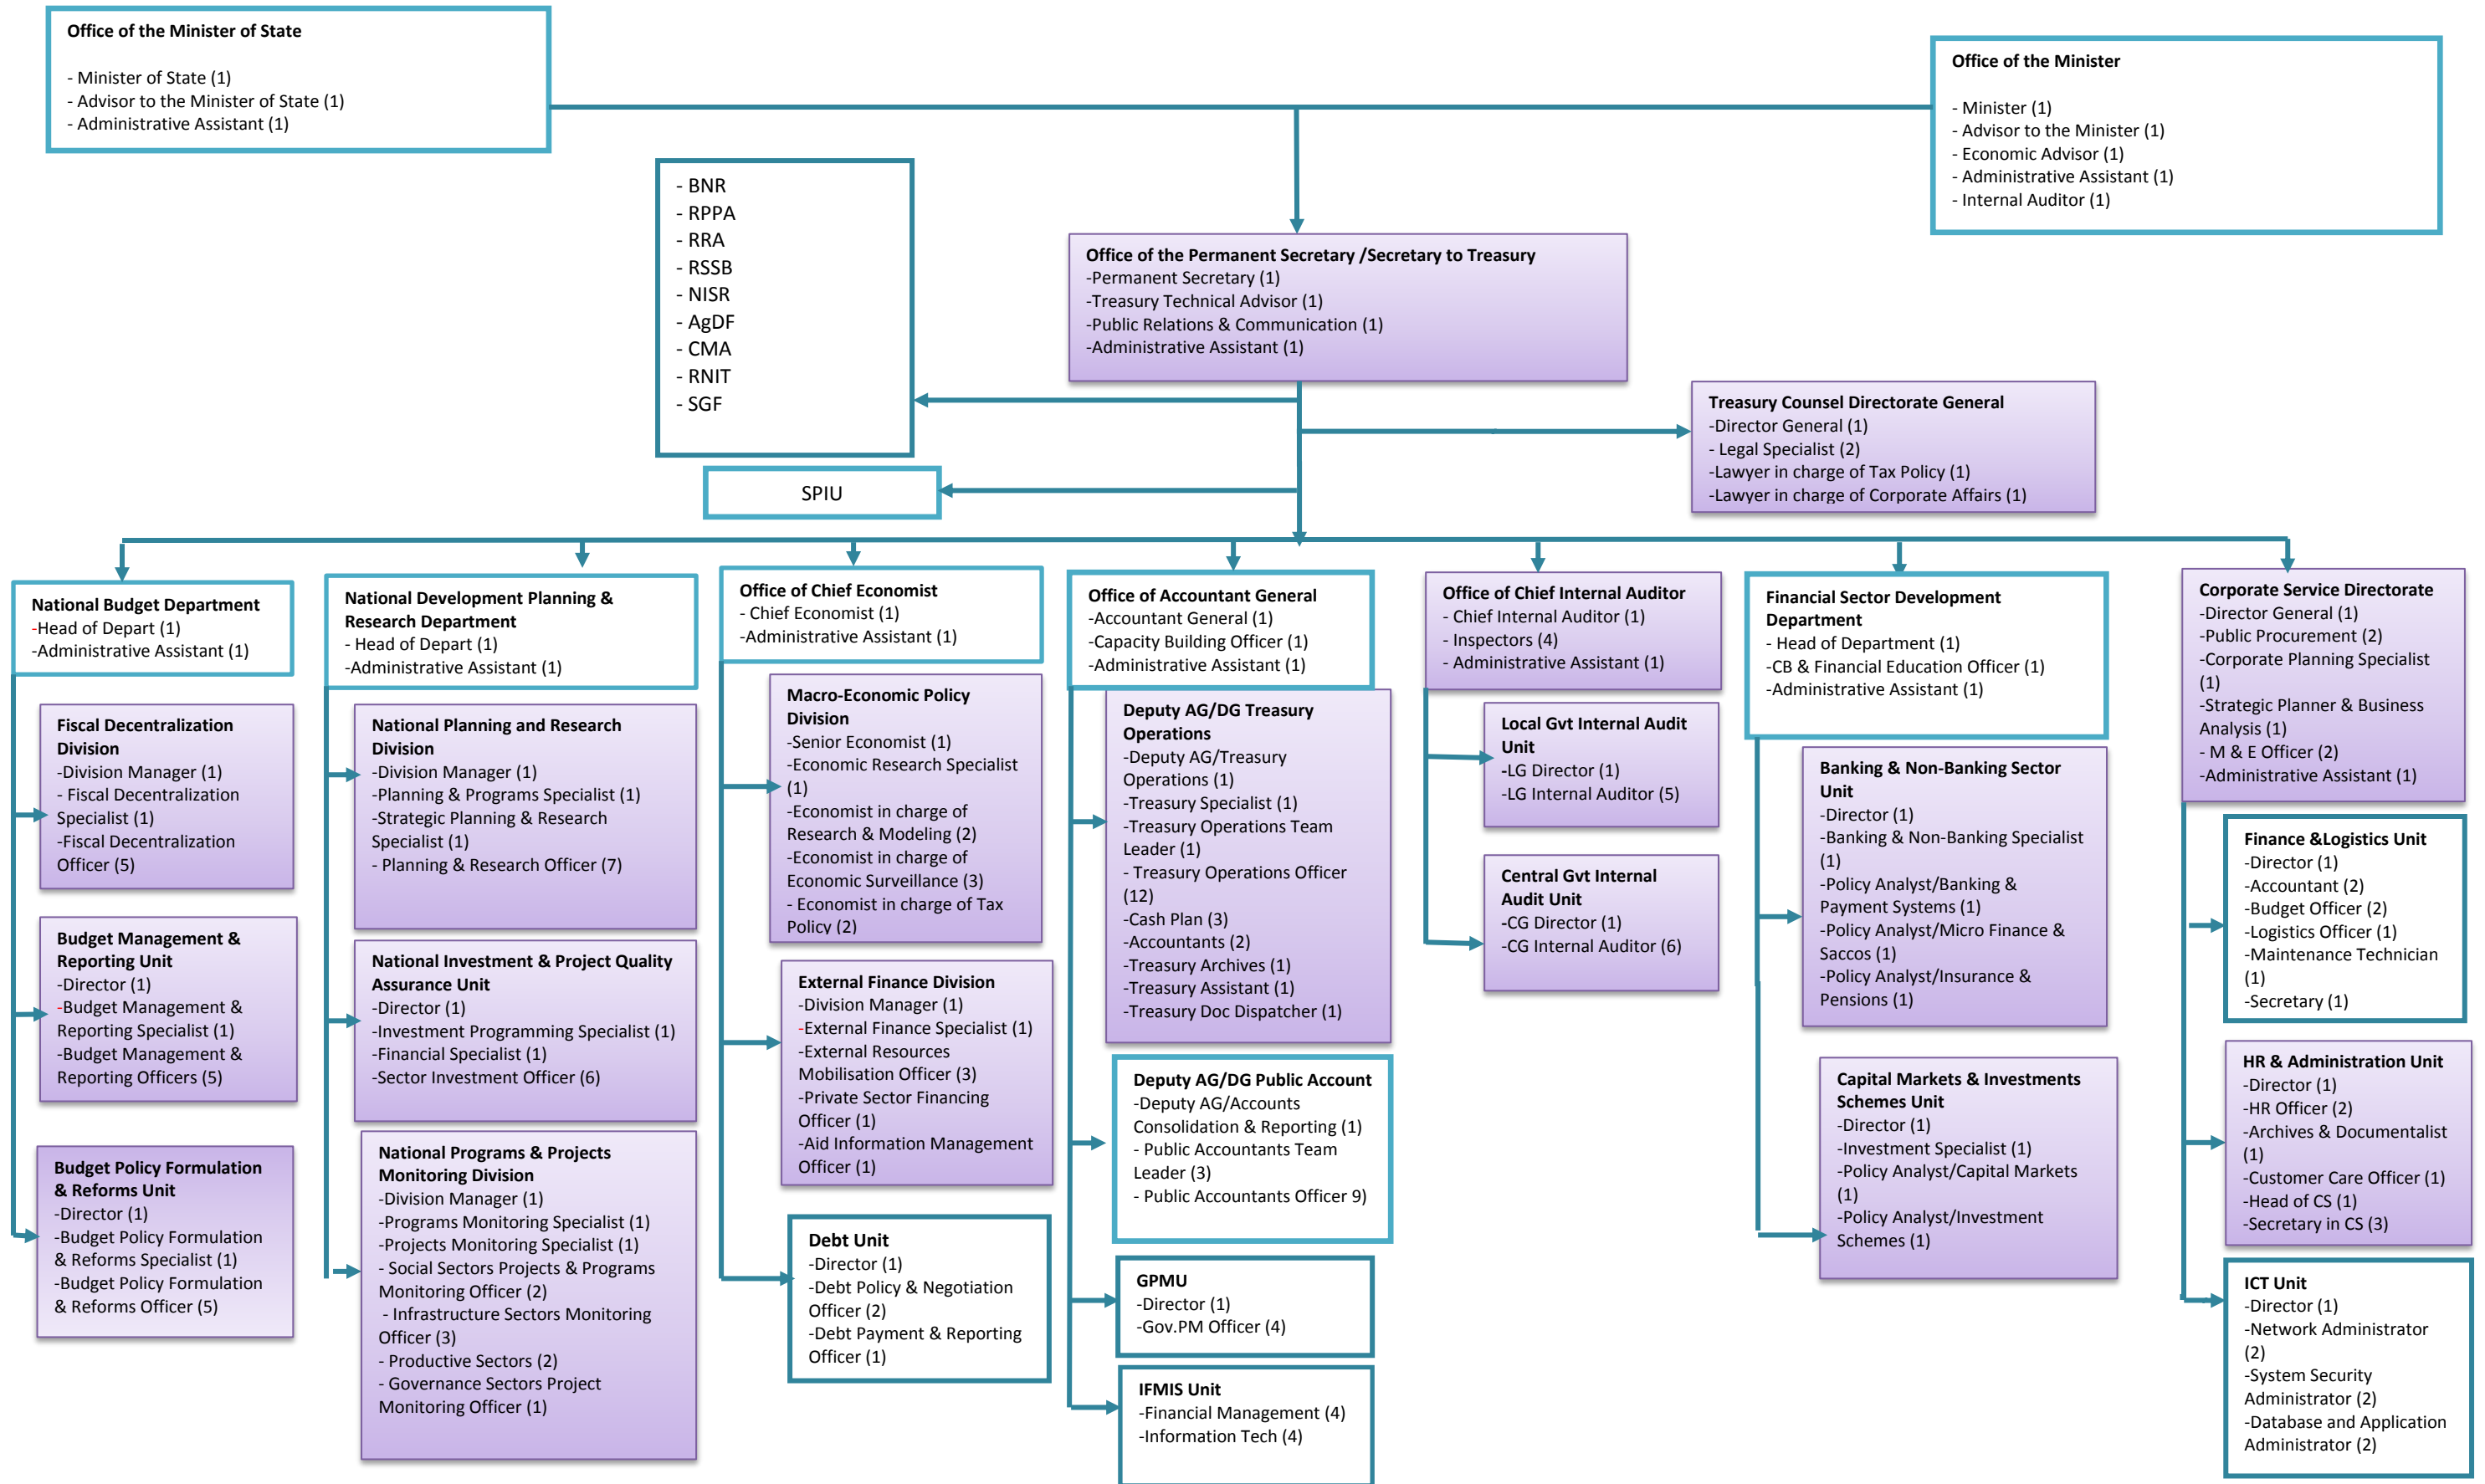 Office of the Minister of State
- Minister of State (1)
- Advisor to the Minister of State (1)
- Administrative Assistant (1)
Office of the Minister
- Minister (1)
- Advisor to the Minister (1)
- Economic Advisor (1)
- Administrative Assistant (1)
- Internal Auditor (1)
- BNR
- RPPA
- RRA
- RSSB
- NISR
- AgDF
- CMA
- RNIT
- SGF
Office of the Permanent Secretary /Secretary to Treasury
-Permanent Secretary (1)
-Treasury Technical Advisor (1)
-Public Relations & Communication (1)
-Administrative Assistant (1)
Treasury Counsel Directorate General
-Director General (1)
- Legal Specialist (2)
-Lawyer in charge of Tax Policy (1)
-Lawyer in charge of Corporate Affairs (1)
SPIU
National Budget Department
-Head of Depart (1)
-Administrative Assistant (1)
Fiscal Decentralization
Division
-Division Manager (1)
- Fiscal Decentralization
Specialist (1)
-Fiscal Decentralization
Officer (5)
Budget Management &
Reporting Unit
-Director (1)
-Budget Management &
Reporting Specialist (1)
-Budget Management &
Reporting Officers (5)
Budget Policy Formulation
& Reforms Unit
-Director (1)
-Budget Policy Formulation
& Reforms Specialist (1)
-Budget Policy Formulation
& Reforms Officer (5)
National Development Planning &
Research Department
- Head of Depart (1)
-Administrative Assistant (1)
National Planning and Research
Division
-Division Manager (1)
-Planning & Programs Specialist (1)
-Strategic Planning & Research
Specialist (1)
- Planning & Research Officer (7)
National Investment & Project Quality
Assurance Unit
-Director (1)
-Investment Programming Specialist (1)
-Financial Specialist (1)
-Sector Investment Officer (6)
National Programs & Projects
Monitoring Division
-Division Manager (1)
-Programs Monitoring Specialist (1)
-Projects Monitoring Specialist (1)
- Social Sectors Projects & Programs
Monitoring Officer (2)
- Infrastructure Sectors Monitoring
Officer (3)
- Productive Sectors (2)
- Governance Sectors Project
Monitoring Officer (1)
Office of Chief Economist
- Chief Economist (1)
-Administrative Assistant (1)
Macro-Economic Policy
Division
-Senior Economist (1)
-Economic Research Specialist
(1)
-Economist in charge of
Research & Modeling (2)
-Economist in charge of
Economic Surveillance (3)
- Economist in charge of Tax
Policy (2)
External Finance Division
-Division Manager (1)
-External Finance Specialist (1)
-External Resources
Mobilisation Officer (3)
-Private Sector Financing
Officer (1)
-Aid Information Management
Officer (1)
Debt Unit
-Director (1)
-Debt Policy & Negotiation
Officer (2)
-Debt Payment & Reporting
Officer (1)
Office of Accountant General
-Accountant General (1)
-Capacity Building Officer (1)
-Administrative Assistant (1)
Deputy AG/DG Treasury
Operations
-Deputy AG/Treasury
Operations (1)
-Treasury Specialist (1)
-Treasury Operations Team
Leader (1)
- Treasury Operations Officer
(12)
-Cash Plan (3)
-Accountants (2)
-Treasury Archives (1)
-Treasury Assistant (1)
-Treasury Doc Dispatcher (1)
Deputy AG/DG Public Account
-Deputy AG/Accounts
Consolidation & Reporting (1)
- Public Accountants Team
Leader (3)
- Public Accountants Officer 9)
GPMU
-Director (1)
-Gov.PM Officer (4)
IFMIS Unit
-Financial Management (4)
-Information Tech (4)
Office of Chief Internal Auditor
- Chief Internal Auditor (1)
- Inspectors (4)
- Administrative Assistant (1)
Local Gvt Internal Audit
Unit
-LG Director (1)
-LG Internal Auditor (5)
Central Gvt Internal
Audit Unit
-CG Director (1)
-CG Internal Auditor (6)
Financial Sector Development
Department
- Head of Department (1)
-CB & Financial Education Officer (1)
-Administrative Assistant (1)
Banking & Non-Banking Sector
Unit
-Director (1)
-Banking & Non-Banking Specialist
(1)
-Policy Analyst/Banking &
Payment Systems (1)
-Policy Analyst/Micro Finance &
Saccos (1)
-Policy Analyst/Insurance &
Pensions (1)
Capital Markets & Investments
Schemes Unit
-Director (1)
-Investment Specialist (1)
-Policy Analyst/Capital Markets
(1)
-Policy Analyst/Investment
Schemes (1)
Corporate Service Directorate
-Director General (1)
-Public Procurement (2)
-Corporate Planning Specialist
(1)
-Strategic Planner & Business
Analysis (1)
- M & E Officer (2)
-Administrative Assistant (1)
Finance &Logistics Unit
-Director (1)
-Accountant (2)
-Budget Officer (2)
-Logistics Officer (1)
-Maintenance Technician
(1)
-Secretary (1)
HR & Administration Unit
-Director (1)
-HR Officer (2)
-Archives & Documentalist
(1)
-Customer Care Officer (1)
-Head of CS (1)
-Secretary in CS (3)
ICT Unit
-Director (1)
-Network Administrator
(2)
-System Security
Administrator (2)
-Database and Application
Administrator (2)